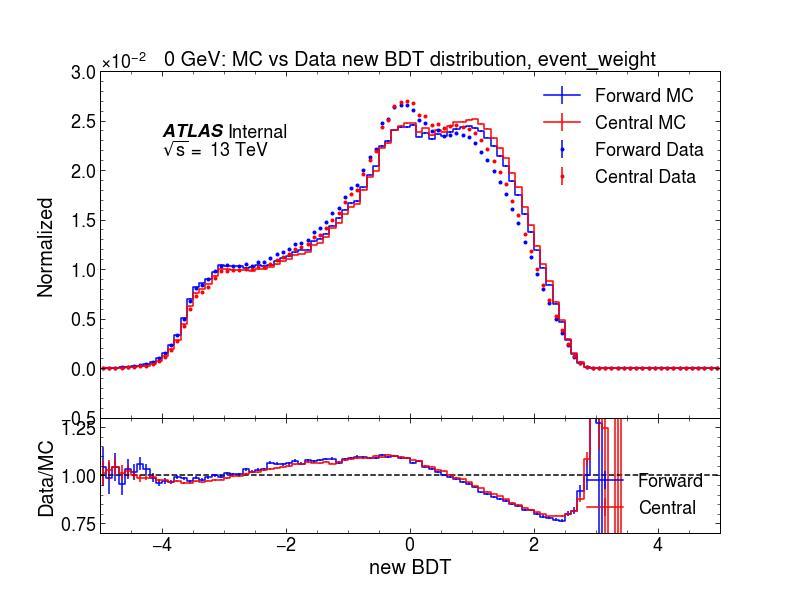 ×10⁻² 0 GeV: MC vs Data new BDT distribution, event_weight
3.0
2.5
2.0
1.5
1.0
0.5
0.0
0.5
Normalized
ATLAS Internal
√s = 13 TeV
Forward MC
Central MC
Forward Data
Central Data
1.25
1.00
0.75
Data/MC
Forward
Central
−4 −2 0 2 4
new BDT